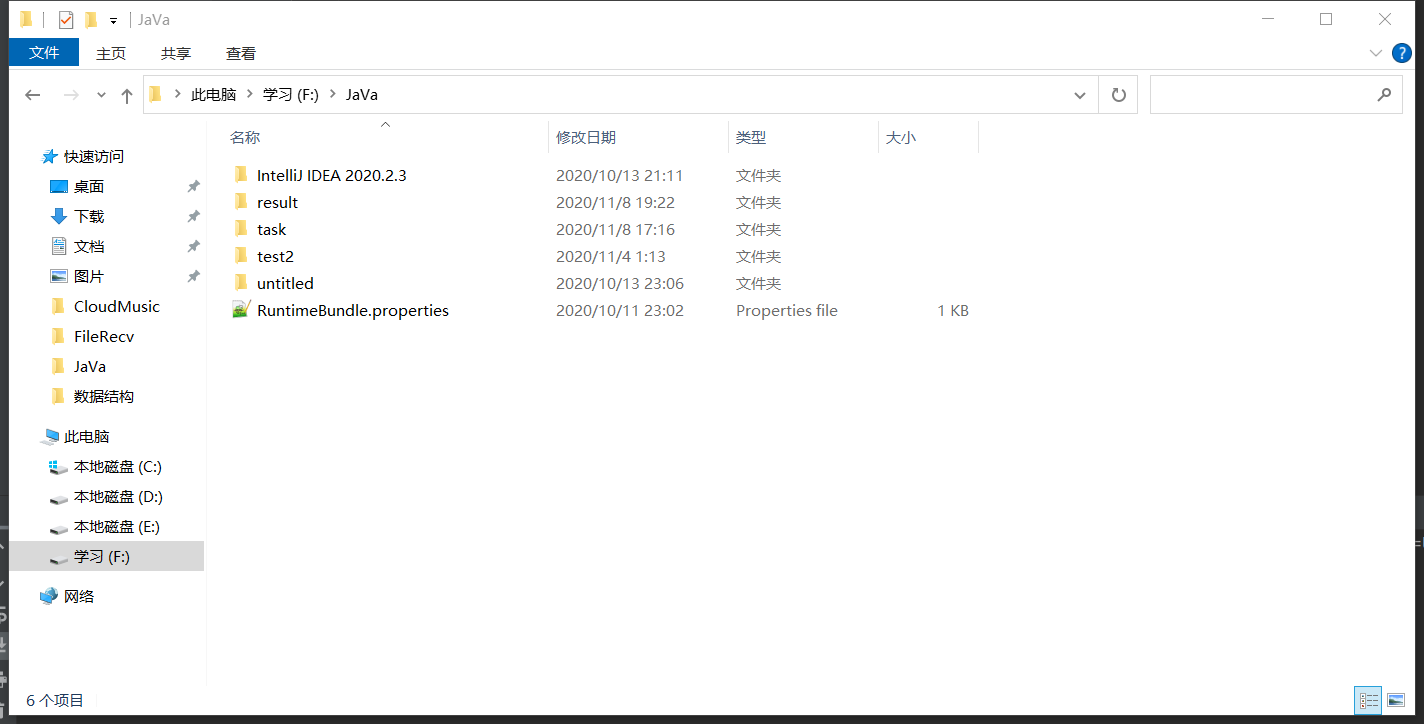 JaVa
文件 主页 共享 查看
此电脑 学习 (F:) JaVa
名称 修改日期 类型 大小
快速访问
桌面
下载
文档
图片
CloudMusic
FileRecv
JaVa
数据结构
此电脑
本地磁盘 (C:)
本地磁盘 (D:)
本地磁盘 (E:)
学习 (F:)
网络
IntelliJ IDEA 2020.2.3 2020/10/13 21:11 文件夹
result 2020/11/8 19:22 文件夹
task 2020/11/8 17:16 文件夹
test2 2020/11/4 1:13 文件夹
untitled 2020/10/13 23:06 文件夹
RuntimeBundle.properties 2020/10/11 23:02 Properties file 1 KB
6 个项目